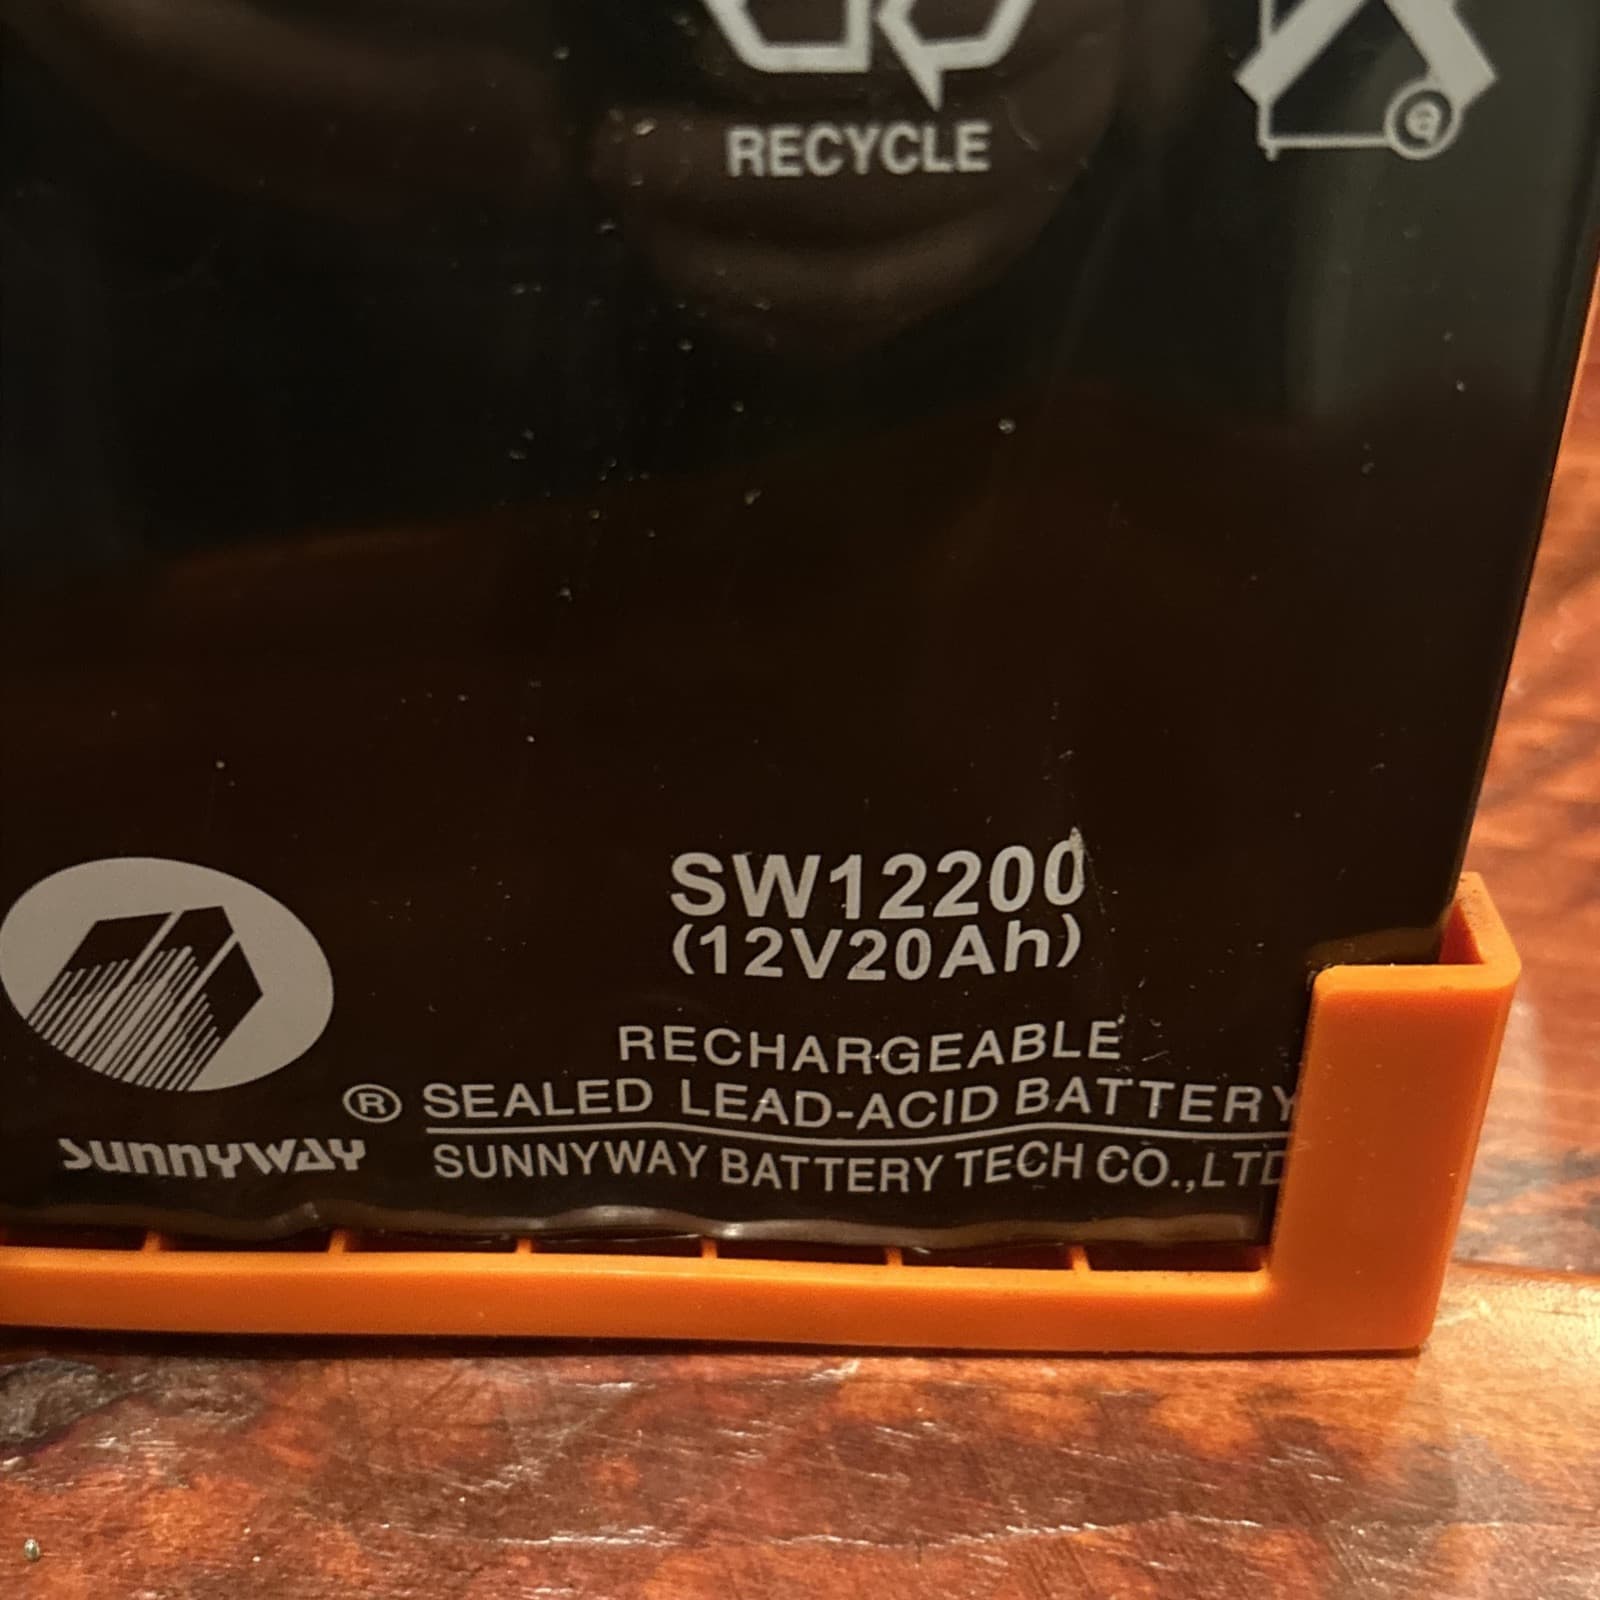 RECYCLE
SW12200
(12V20Ah)
RECHARGEABLE
® SEALED LEAD-ACID BATTERY
SUNNYWAY
SUNNYWAY BATTERY TECH CO.,LTD